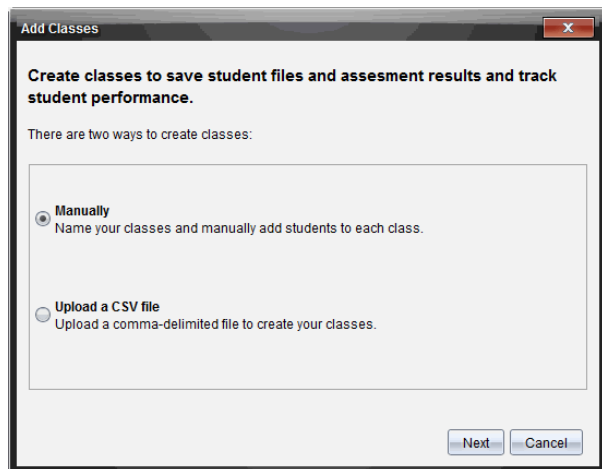 Add Classes
Create classes to save student files and assesment results and track
student performance.
There are two ways to create classes:
Manually
Name your classes and manually add students to each class.
Upload a CSV file
Upload a comma-delimited file to create your classes.
Next Cancel